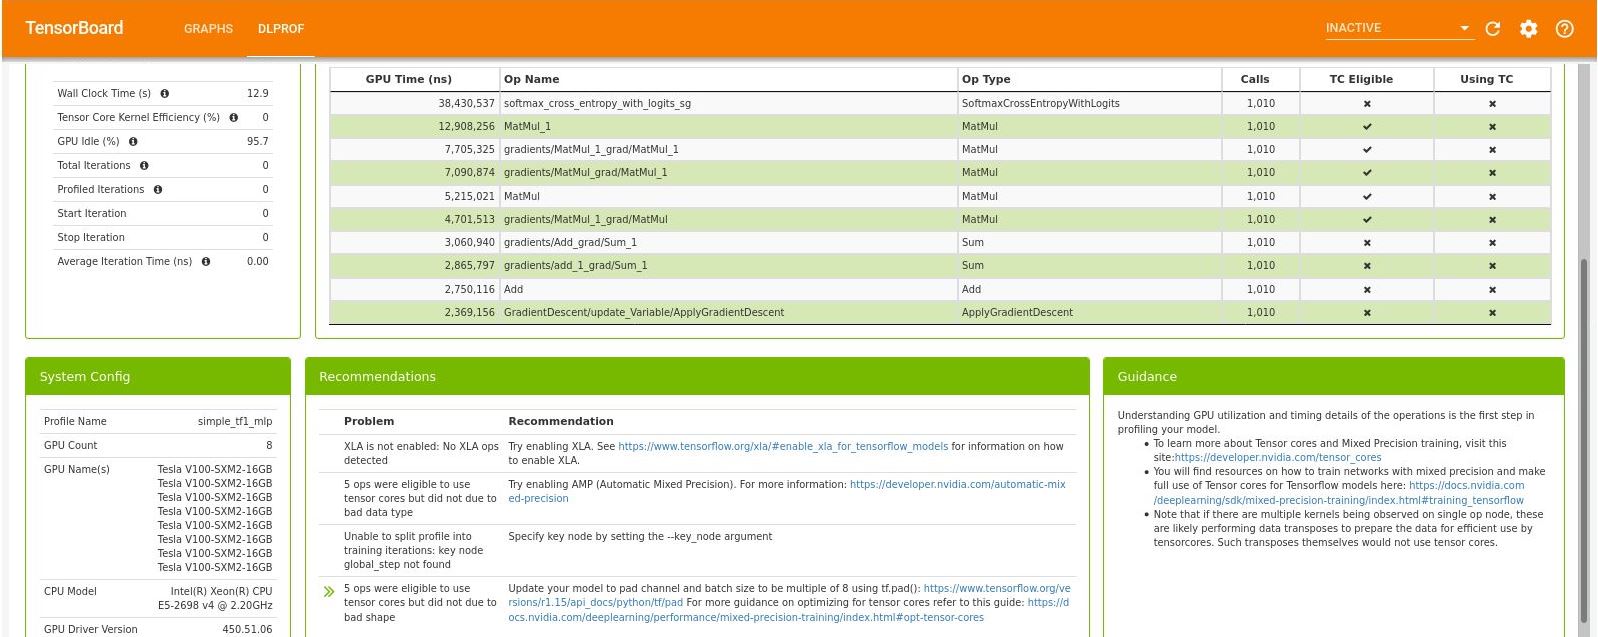 TensorBoard GRAPHS DLPROF INACTIVE
Wall Clock Time (s) 12.9
Tensor Core Kernel Efficiency (%) 0
GPU Idle (%) 95.7
Total Iterations 0
Profiled Iterations 0
Start Iteration 0
Stop Iteration 0
Average Iteration Time (ns) 0.00
GPU Time (ns) Op Name Op Type Calls TC Eligible Using TC
38,430,537 softmax_cross_entropy_with_logits_sg SoftmaxCrossEntropyWithLogits 1,010 ✖ ✖
12,908,256 MatMul_1 MatMul 1,010 ✔ ✖
7,705,325 gradients/MatMul_1_grad/MatMul_1 MatMul 1,010 ✔ ✖
7,090,874 gradients/MatMul_grad/MatMul_1 MatMul 1,010 ✔ ✖
5,215,021 MatMul MatMul 1,010 ✔ ✖
4,701,513 gradients/MatMul_1_grad/MatMul MatMul 1,010 ✔ ✖
3,060,940 gradients/Add_grad/Sum_1 Sum 1,010 ✖ ✖
2,865,797 gradients/add_1_grad/Sum_1 Sum 1,010 ✖ ✖
2,750,116 Add Add 1,010 ✖ ✖
2,369,156 GradientDescent/update_Variable/ApplyGradientDescent ApplyGradientDescent 1,010 ✖ ✖
System Config
Profile Name simple_tf1_mlp
GPU Count 8
GPU Name(s) Tesla V100-SXM2-16GB
Tesla V100-SXM2-16GB
Tesla V100-SXM2-16GB
Tesla V100-SXM2-16GB
Tesla V100-SXM2-16GB
Tesla V100-SXM2-16GB
Tesla V100-SXM2-16GB
Tesla V100-SXM2-16GB
CPU Model Intel(R) Xeon(R) CPU
E5-2698 v4 @ 2.20GHz
GPU Driver Version 450.51.06
Recommendations
Problem Recommendation
XLA is not enabled: No XLA ops Try enabling XLA. See https://www.tensorflow.org/xla/#enable_xla_for_tensorflow_models for information on how
detected to enable XLA.
5 ops were eligible to use Try enabling AMP (Automatic Mixed Precision). For more information: https://developer.nvidia.com/automatic-mix
tensor cores but did not due to ed-precision
bad data type
Unable to split profile into Specify key node by setting the --key_node argument
training iterations: key node
global_step not found
5 ops were eligible to use Update your model to pad channel and batch size to be multiple of 8 using tf.pad(): https://www.tensorflow.org/ve
tensor cores but did not due to rsions/r1.15/api_docs/python/tf/pad For more guidance on optimizing for tensor cores refer to this guide: https://d
bad shape ocs.nvidia.com/deeplearning/performance/mixed-precision-training/index.html#opt-tensor-cores
Guidance
Understanding GPU utilization and timing details of the operations is the first step in
profiling your model.
• To learn more about Tensor cores and Mixed Precision training, visit this
site:https://developer.nvidia.com/tensor_cores
• You will find resources on how to train networks with mixed precision and make
full use of Tensor cores for Tensorflow models here: https://docs.nvidia.com
/deeplearning/sdk/mixed-precision-training/index.html#training_tensorflow
• Note that if there are multiple kernels being observed on single op node, these
are likely performing data transposes to prepare the data for efficient use by
tensorcores. Such transposes themselves would not use tensor cores.